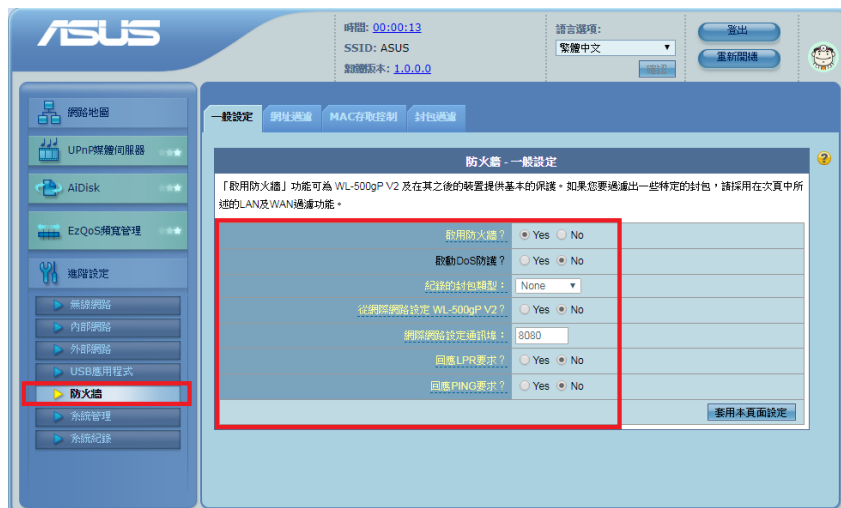 ASUS
時間: 00:00:13
SSID: ASUS
韌體版本: 1.0.0.0
語言選項:
繁體中文
確認
登出
重新開機
網路地圖
UPnP媒體伺服器
AiDisk
EzQoS頻寬管理
進階設定
無線網路
內部網路
外部網路
USB應用程式
防火牆
系統管理
系統紀錄
一般設定 網址過濾 MAC存取控制 封包過濾
防火牆 - 一般設定
「啟用防火牆」功能可為 WL-500gP V2 及在其之後的裝置提供基本的保護。如果您要過濾出一些特定的封包，請採用在次頁中所
述的LAN及WAN過濾功能。
啟用防火牆？ Yes No
啟動DoS防護？ Yes No
紀錄的封包類型： None
從網際網路設定 WL-500gP V2？ Yes No
網際網路設定通訊埠： 8080
回應LPR要求？ Yes No
回應PING要求？ Yes No
套用本頁面設定